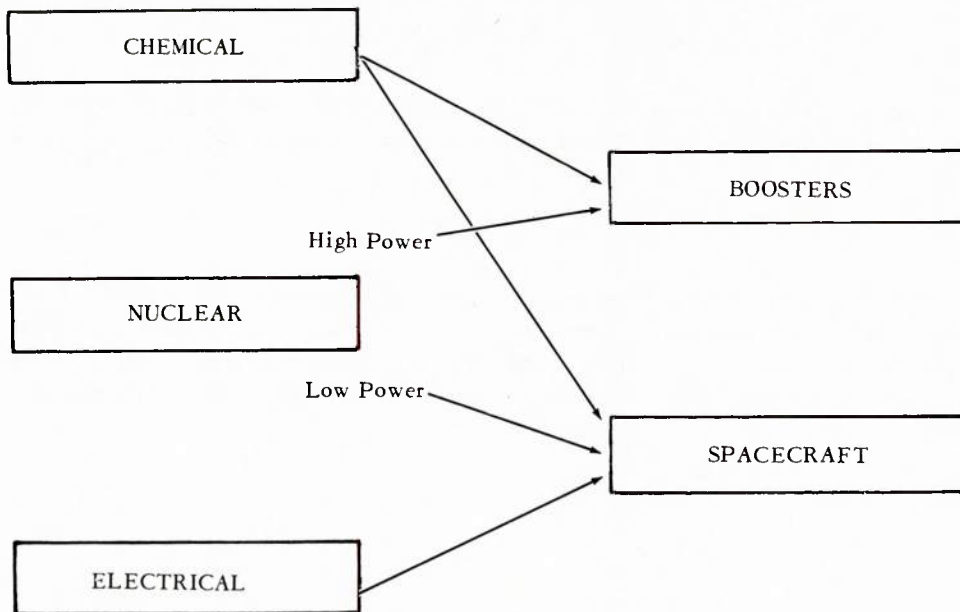 CHEMICAL
BOOSTERS
High Power
NUCLEAR
Low Power
SPACECRAFT
ELECTRICAL